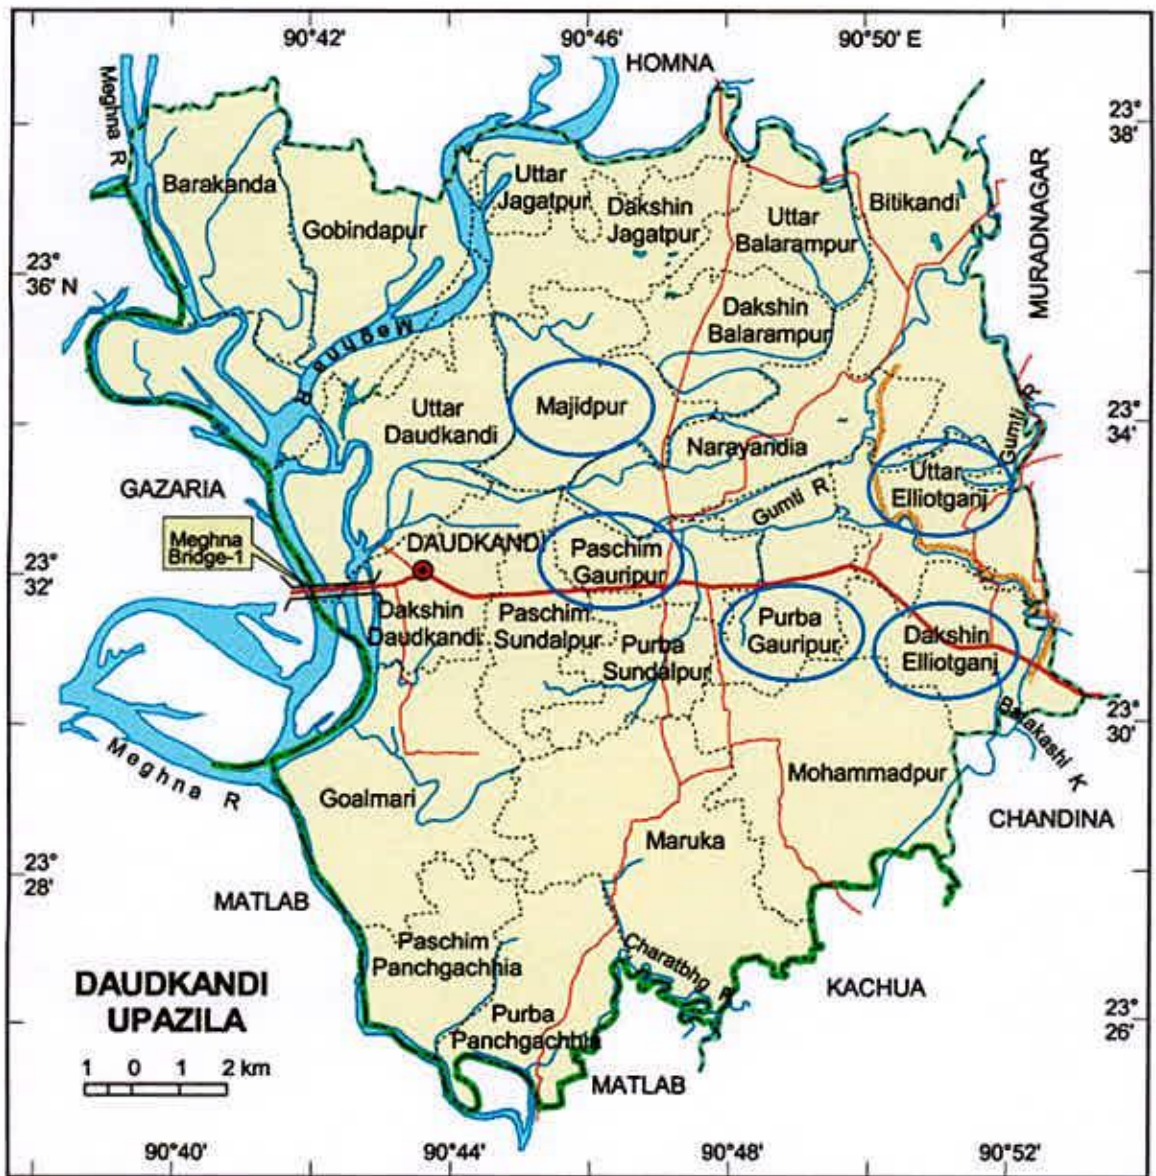 90°42'
90°46'
90°50' E
HOMNA
23°
38'
Meghna R
Barakanda
Gobindapur
Uttar
Jagatpur
Dakshin
Jagatpur
Uttar
Balarampur
Bitikandi
MURADNAGAR
23°
36' N
Meghna
R
Dakshin
Balarampur
Uttar
Daudkandi
Majidpur
Narayandia
23°
34'
Gumti R
GAZARIA
Uttar
Elliotganj
Gumti R
Meghna
Bridge-1
DAUDKANDI
Paschim
Gauripur
23°
32'
Dakshin
Daudkandi
Paschim
Sundalpur
Purba
Sundalpur
Purba
Gauripur
Dakshin
Elliotganj
23°
30'
Meghna R
Goalmari
Mohammadpur
Balakashi K
CHANDINA
Maruka
23°
28'
MATLAB
Paschim
Panchgachhia
Charatbhg R
KACHUA
DAUDKANDI
UPAZILA
Purba
Panchgachhia
23°
26'
1 0 1 2 km
MATLAB
90°40'
90°44'
90°48'
90°52'